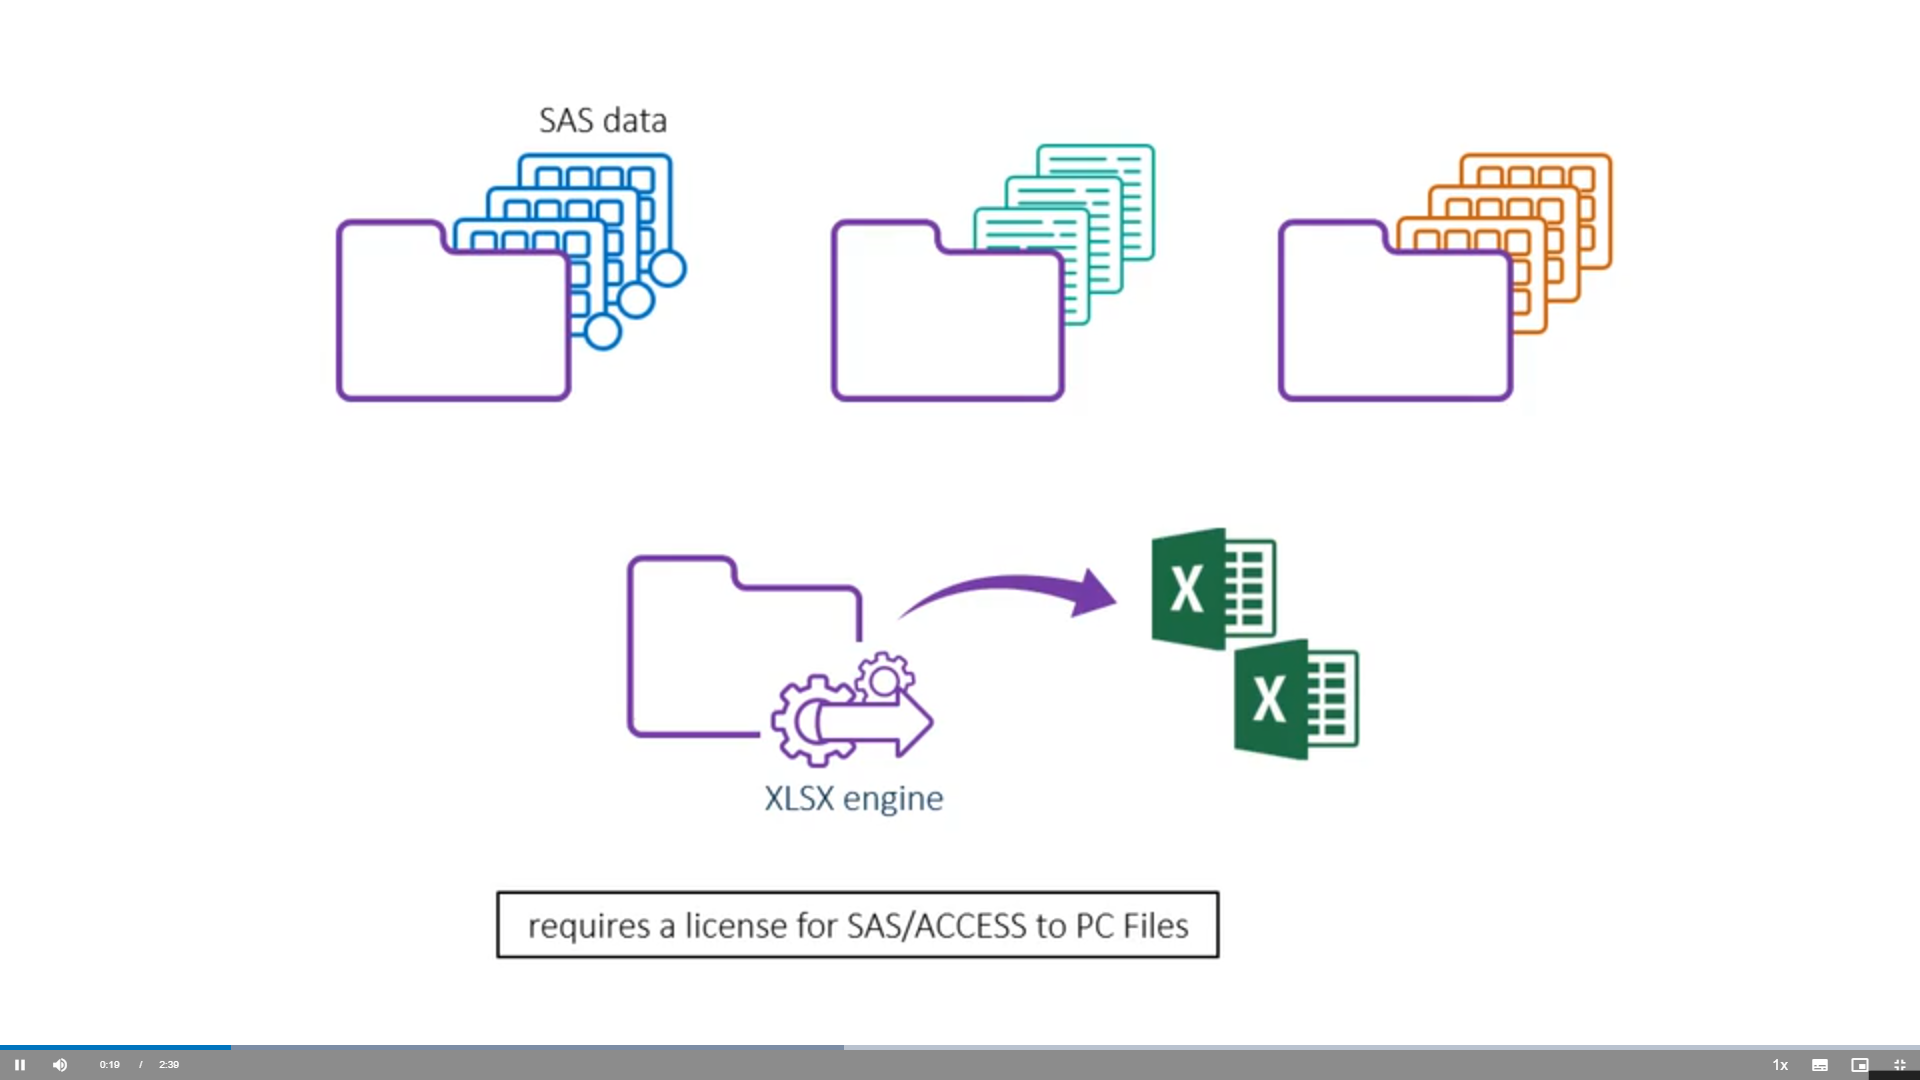 SAS data
X
X
XLSX engine
requires a license for SAS/ACCESS to PC Files
0:19 / 2:39
1x